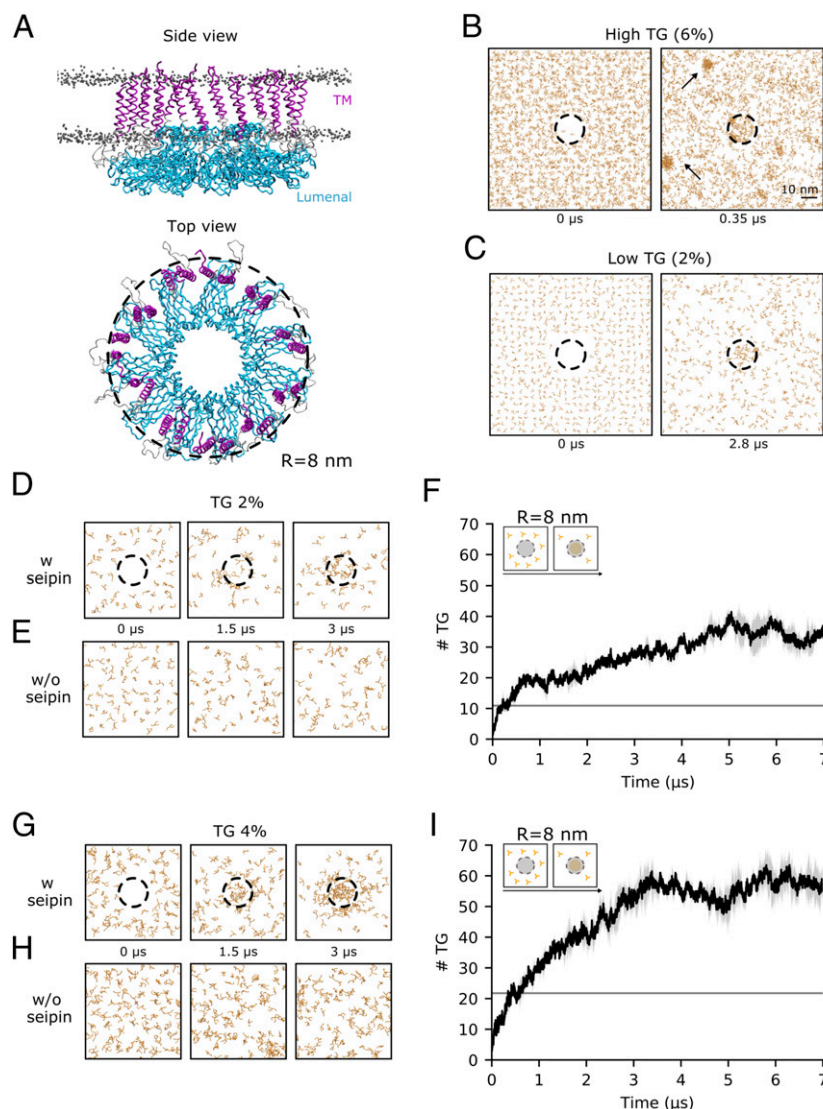 A
Side view
TM
Lumenal
Top view
R=8 nm
B
High TG (6%)
10 nm
0 μs
0.35 μs
C
Low TG (2%)
0 μs
2.8 μs
D
TG 2%
w
seipin
0 μs
1.5 μs
3 μs
E
w/o
seipin
F
R=8 nm
# TG
70
60
50
40
30
20
10
0
0
1
2
3
4
5
6
7
Time (μs)
G
TG 4%
w
seipin
0 μs
1.5 μs
3 μs
H
w/o
seipin
I
R=8 nm
# TG
70
60
50
40
30
20
10
0
0
1
2
3
4
5
6
7
Time (μs)